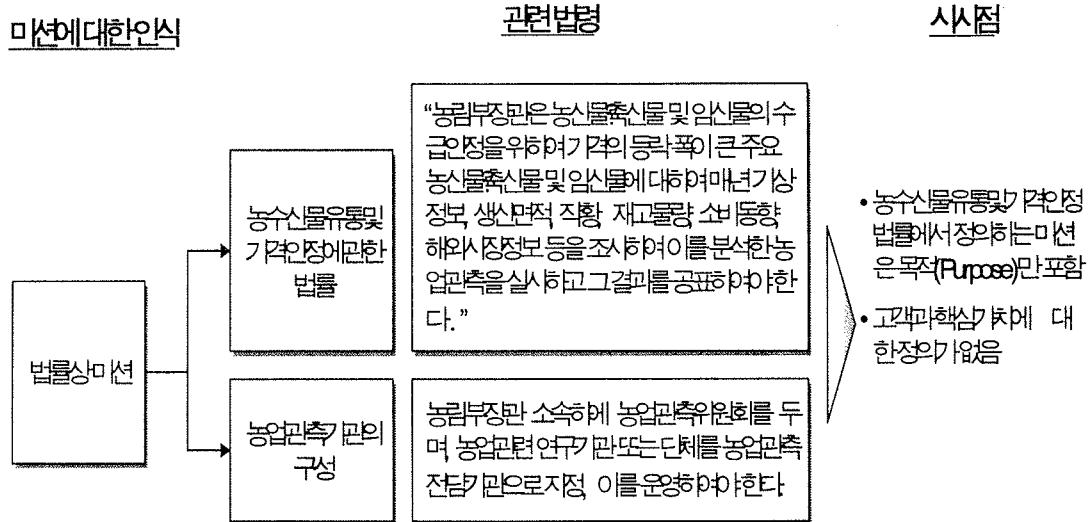 미션에 대한 인식
관련 법령
시사점
법률상 미션
농수산물유통및
가격안정에관한
법률
농업관측기관의
구성
“농림부장관은 농산물축산물 및 임산물의 수
급안정을 위하여 가격의 등락 폭이 큰 주요
농산물축산물 및 임산물에 대하여 매년 기상
정보, 생산면적, 작황, 재고물량, 소비동향,
해외시장정보 등을 조사하여 이를 분석한 농
업관측을 실시하고 그 결과를 공표하여야 한
다.”
농림부장관 소속하에 농업관측위원회를 두
며, 농업관련 연구기관 또는 단체를 농업관측
전담기관으로 지정, 이를 운영하여야 한다.
• 농수산물유통및가격안정
법률에서 정의하는 미션
은 목적(Purpose)만 포함
• 고객과 핵심가치에 대
한 정의가 없음